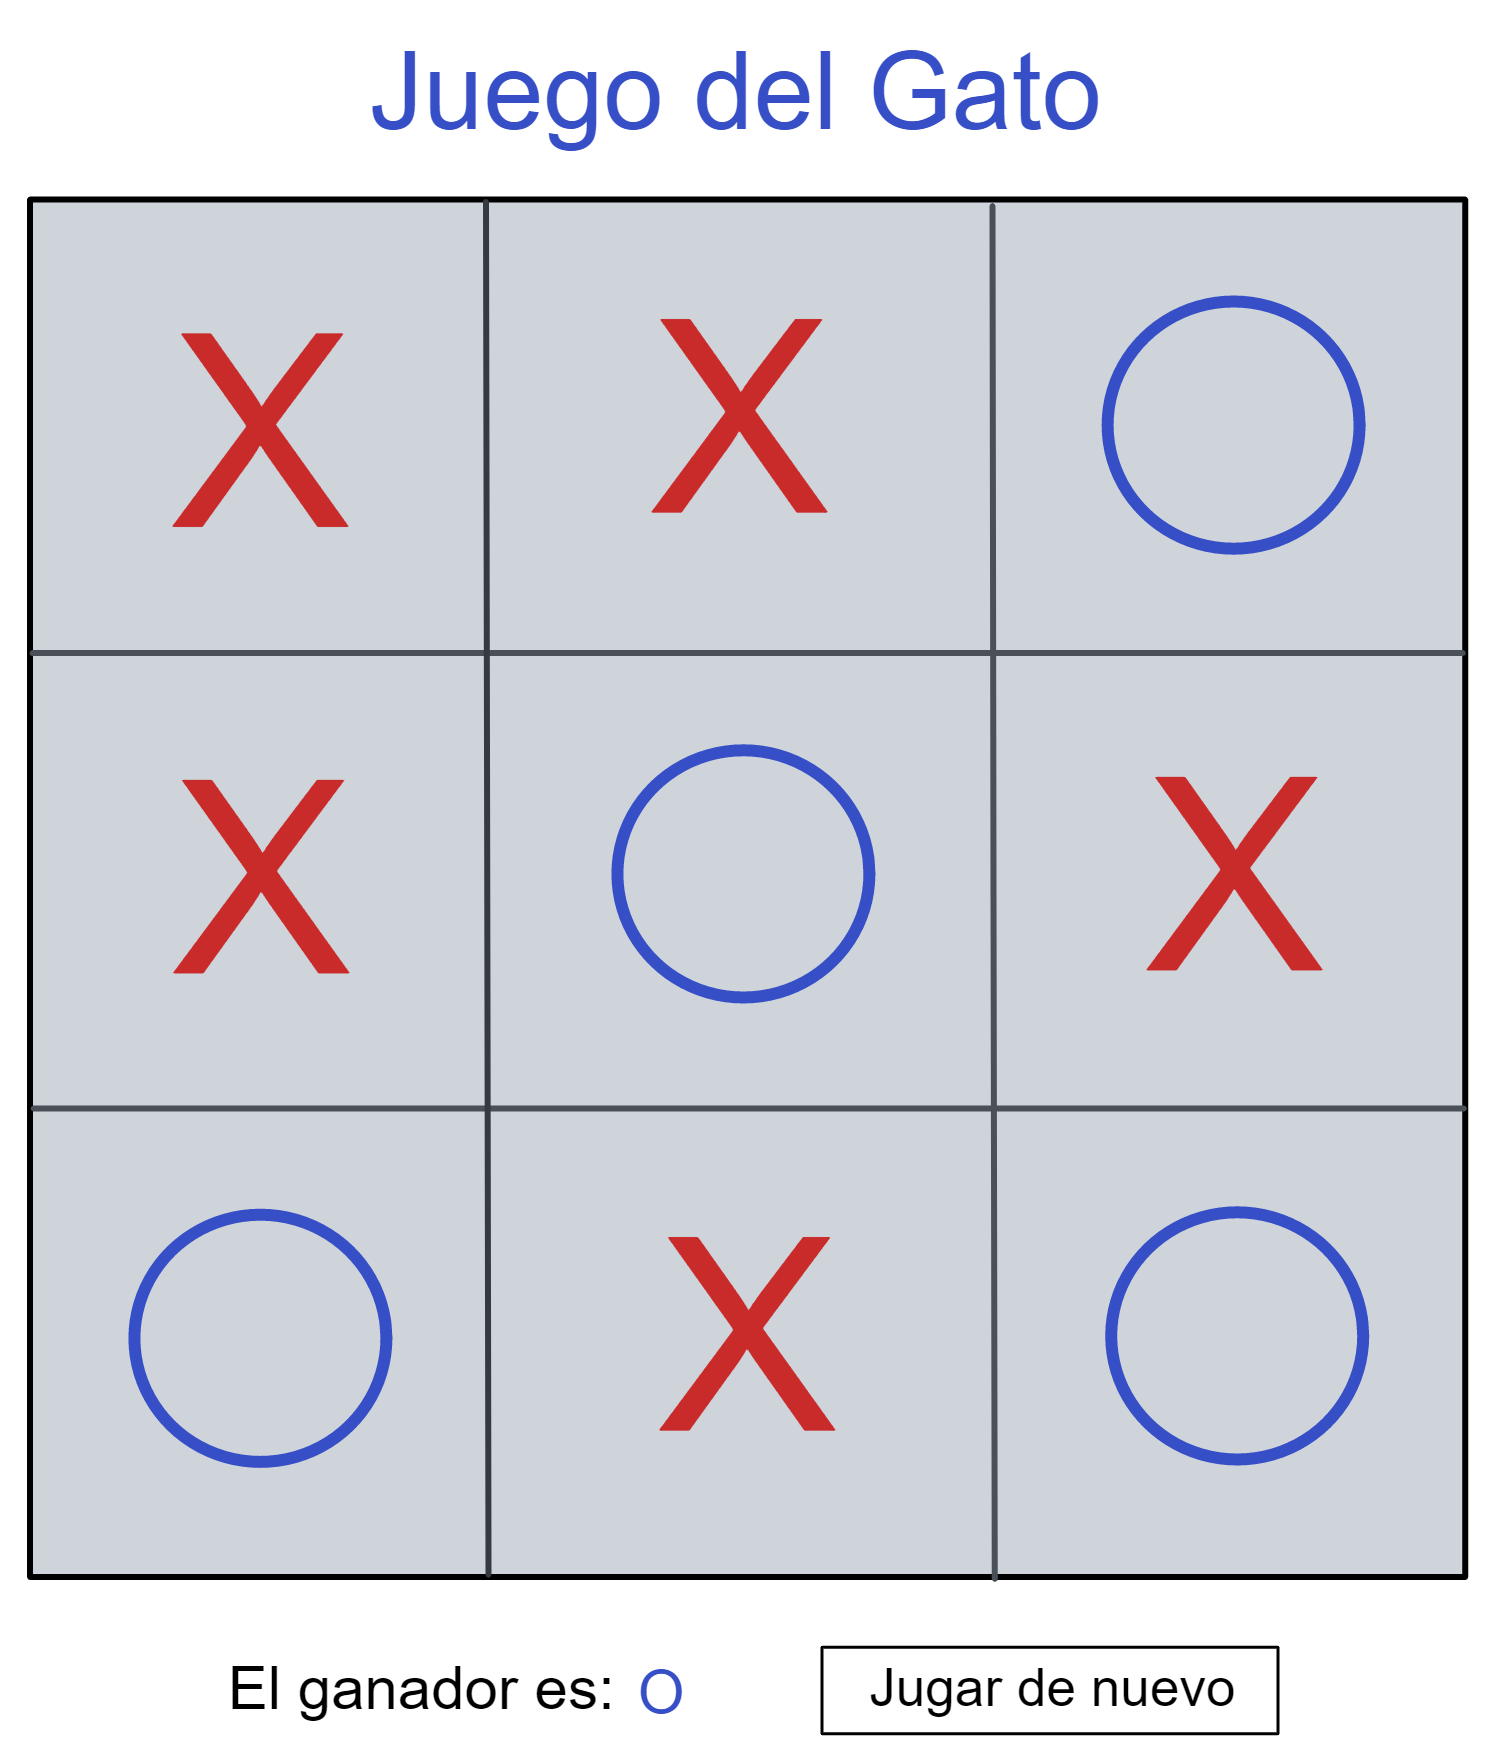 Juego del Gato
X X O
X O X
O X O
El ganador es: O
Jugar de nuevo